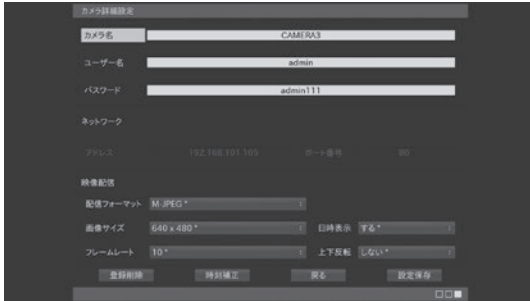 カメラ詳細設定
カメラ名 CAMERA3
ユーザー名 admin
パスワード admin111
ネットワーク
アドレス 192.168.101.105 ポート番号 80
映像配信
配信フォーマット M-JPEG *
画像サイズ 640 x 480 * 日時表示 する *
フレームレート 10 * 上下反転 しない *
登録削除 時刻補正 戻る 設定保存